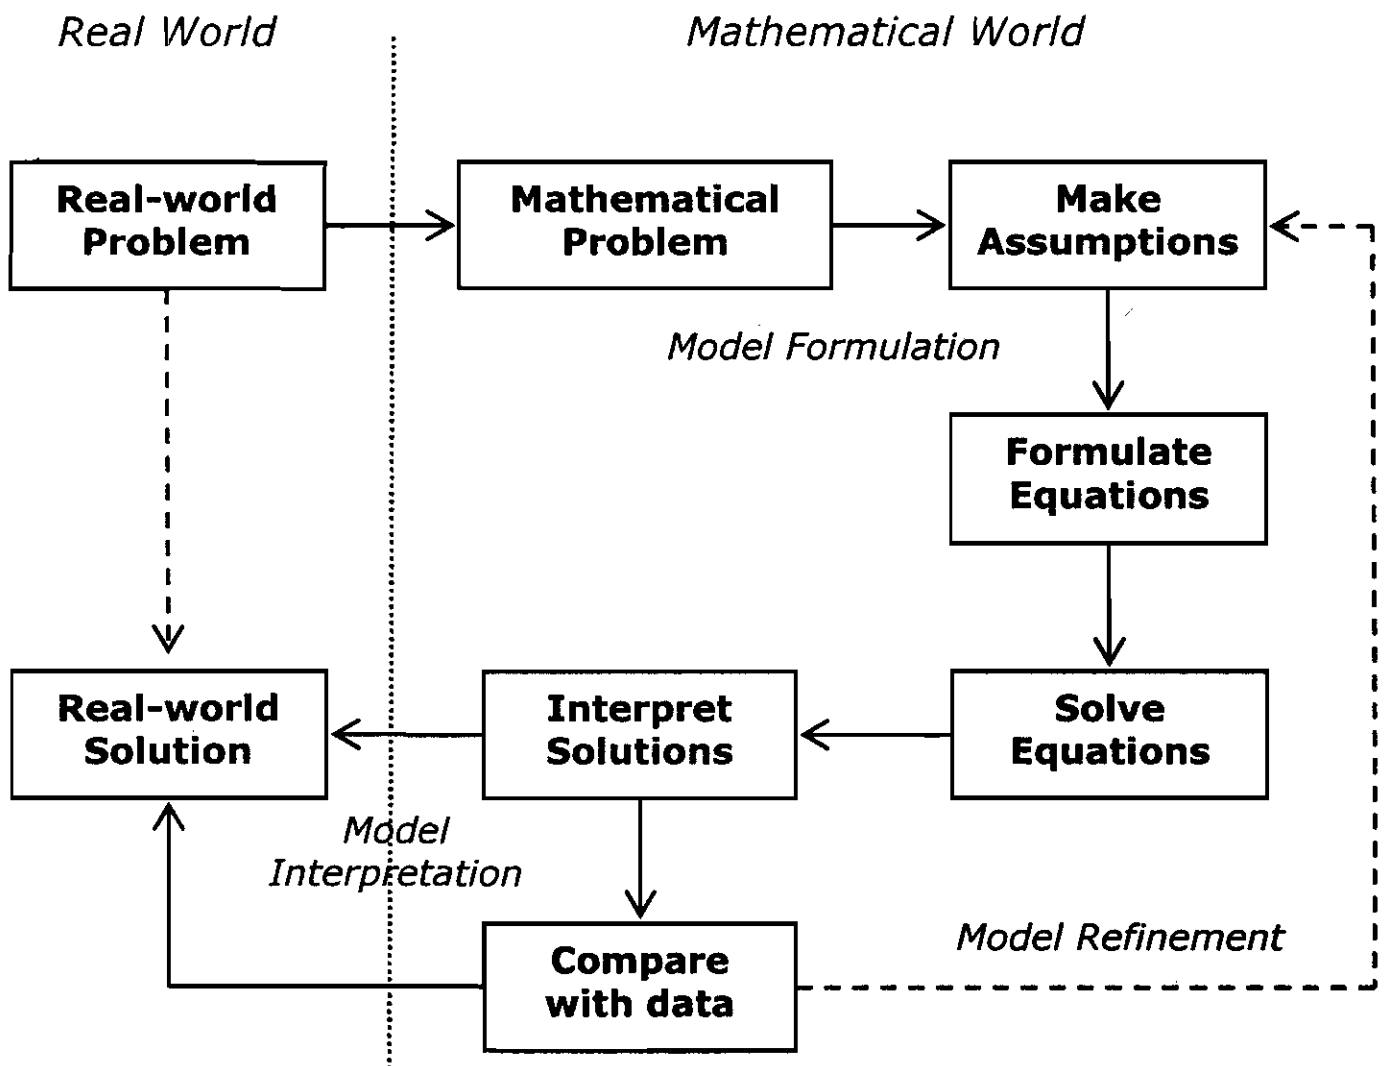 Real World
Mathematical World
Real-world
Problem
Mathematical
Problem
Make
Assumptions
Model Formulation
Formulate
Equations
Real-world
Solution
Interpret
Solutions
Solve
Equations
Model
Interpretation
Compare
with data
Model Refinement